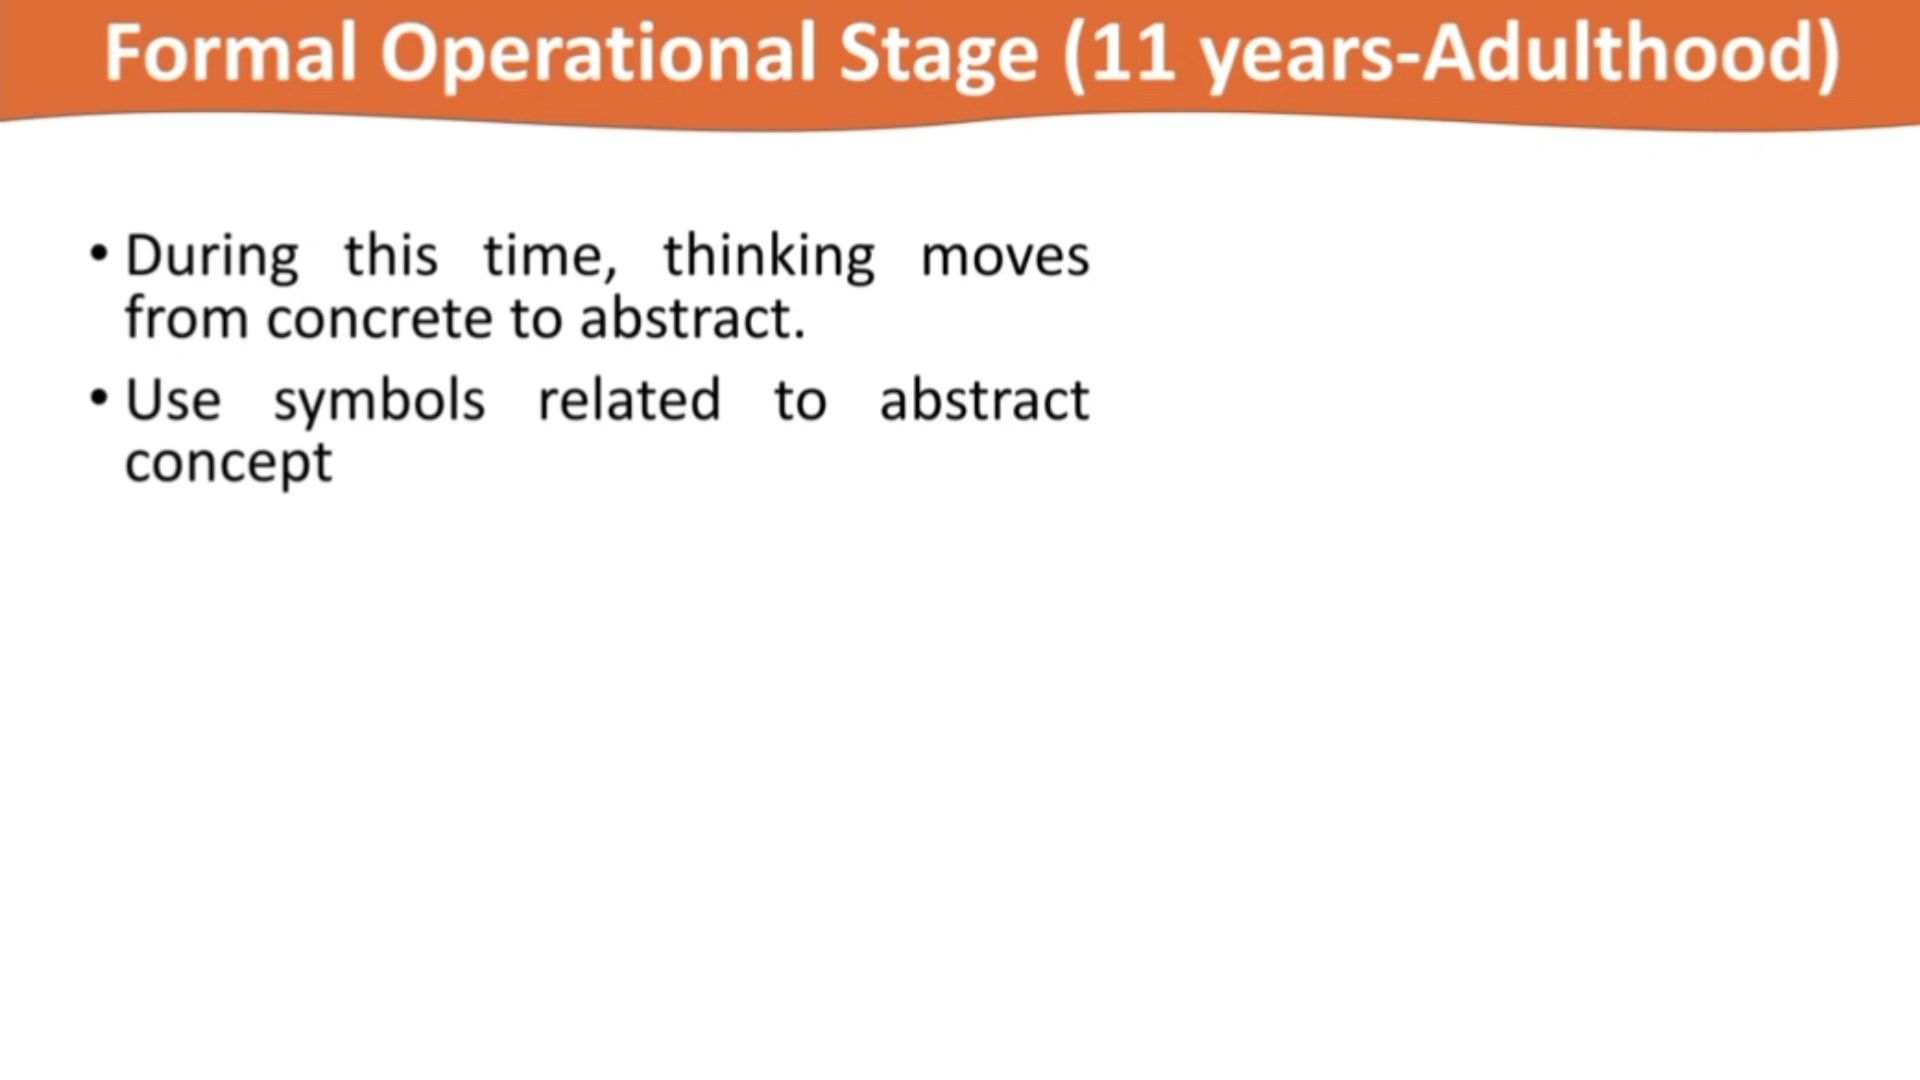 Formal Operational Stage (11 years-Adulthood)
• During this time, thinking moves
from concrete to abstract.
• Use symbols related to abstract
concept